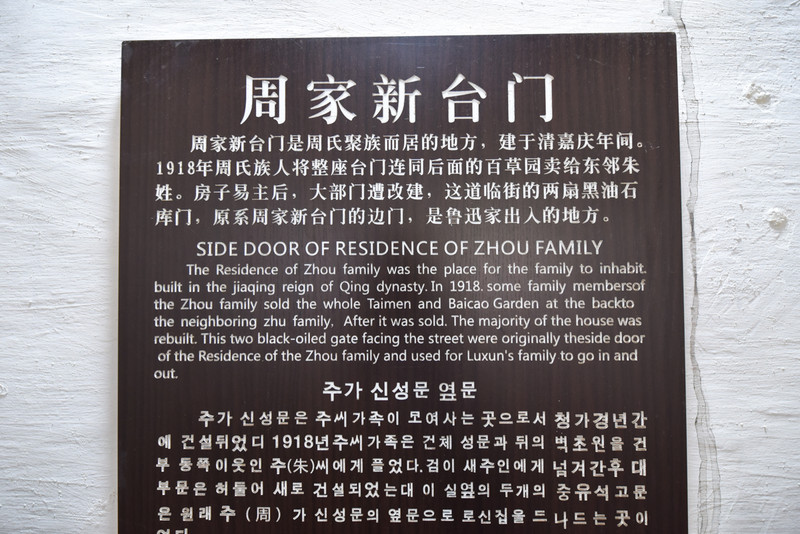 周家新台门
周家新台门是周氏聚族而居的地方，建于清嘉庆年间。
1918年周氏族人将整座台门连同后面的百草园卖给东邻朱
姓。房子易主后，大部门遭改建，这道临街的两扇黑油石
库门，原系周家新台门的边门，是鲁迅家出入的地方。
SIDE DOOR OF RESIDENCE OF ZHOU FAMILY
The Residence of Zhou family was the place for the family to inhabit.
built in the jiaqing reign of Qing dynasty. In 1918. some family membersof
the Zhou family sold the whole Taimen and Baicao Garden at the backto
the neighboring zhu family, After it was sold. The majority of the house was
rebuilt. This two black-oiled gate facing the street were originally theside door
of the Residence of the Zhou family and used for Luxun's family to go in and
out.
주가 신성문 옆문
주가 신성문은 주씨가족이 모여사는 곳으로서 청가경년간
에 건설뒤었디 1918년주씨가족은 건체 성문과 뒤의 벽초원을 건
부 동쪽이웃인 주(朱)씨에게 플었다.검이 새주인에게 넘겨간후 대
부문은 허둘어 새로 건설되었는대 이 실옆의 두개의 중유석고문
은 원래 주 (周) 가 신성문의 옆문으로 로신집을 드나드는 곳이